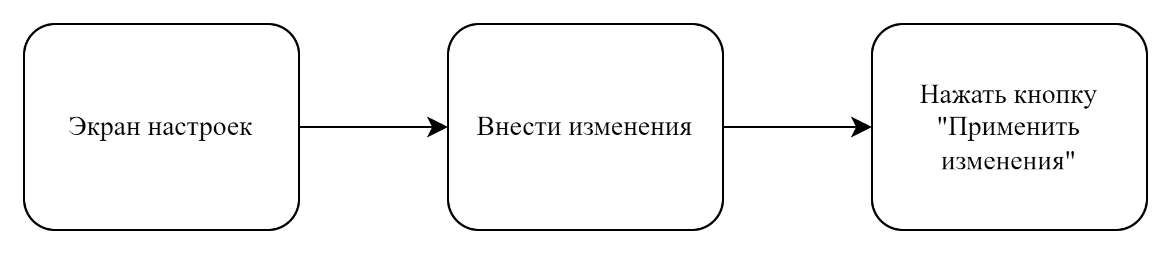 Экран настроек
Внести изменения
Нажать кнопку
"Применить
изменения"